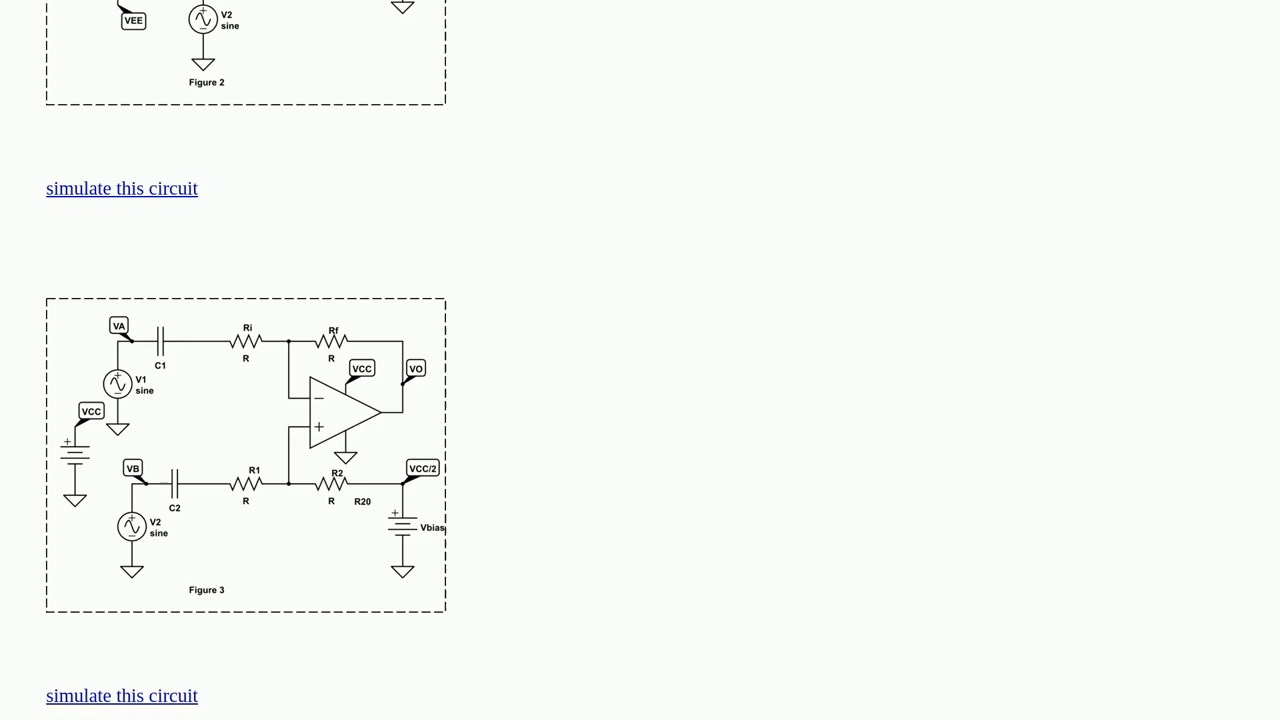 VEE
V2
sine
Figure 2
simulate this circuit
VA
C1
Ri
R
Rf
R
VCC
VO
V1
sine
VCC
VB
C2
R1
R
R2
R
R20
VCC/2
V2
sine
Vbias
Figure 3
simulate this circuit